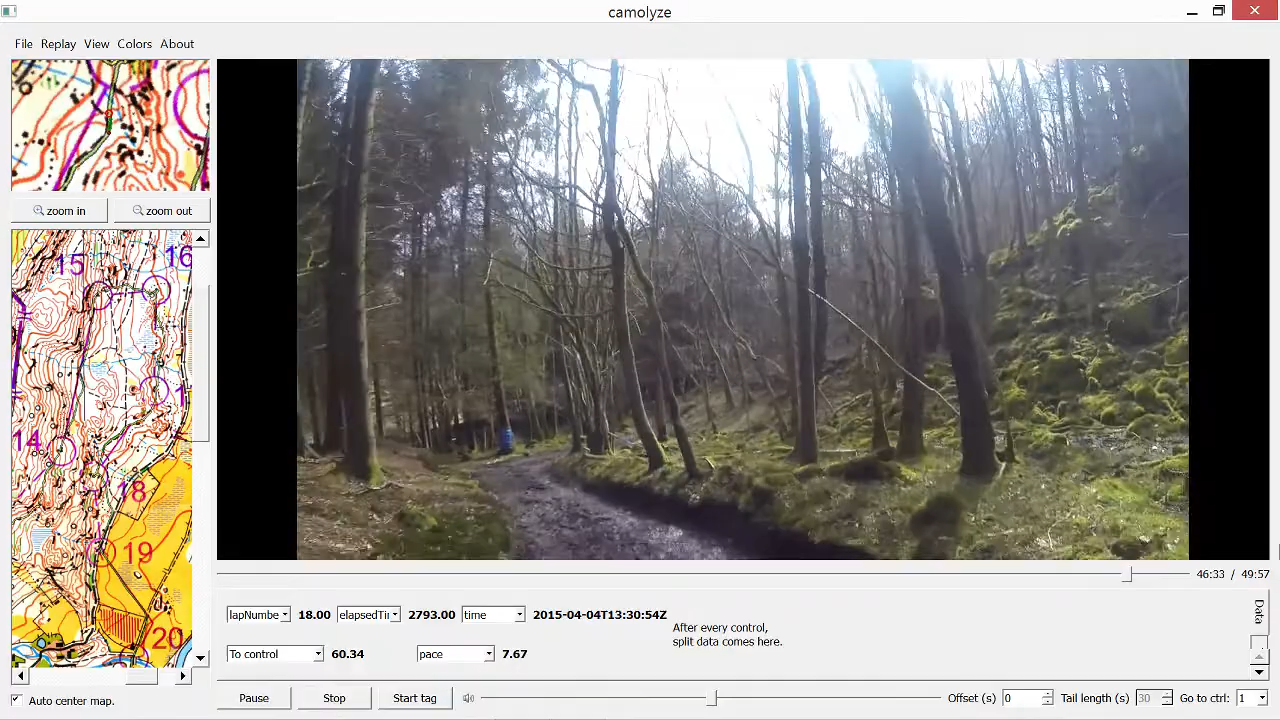 camolyze
File Replay View Colors About
zoom in zoom out
15
16
14
18
19
20
46:33 / 49:57
lapNumbe 18.00 elapsedTi 2793.00 time 2015-04-04T13:30:54Z
After every control,
split data comes here.
To control 60.34 pace 7.67
Data
Auto center map.
Pause Stop Start tag
Offset (s) 0 Tail length (s) 30 Go to ctrl: 1